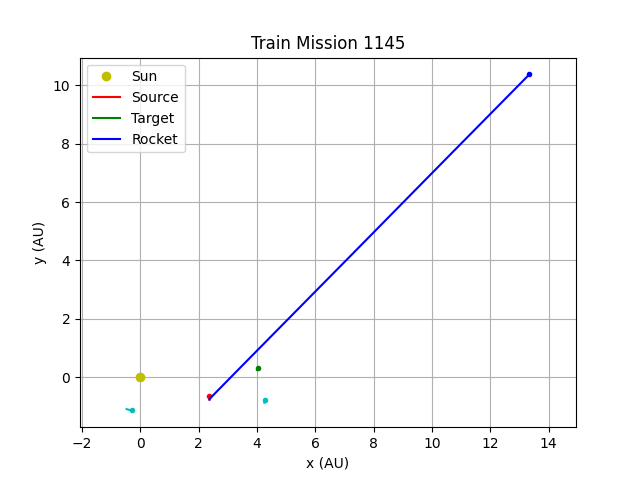 Train Mission 1145
Sun
Source
Target
Rocket
10
8
6
4
2
0
−2
0
2
4
6
8
10
12
14
x (AU)
y (AU)